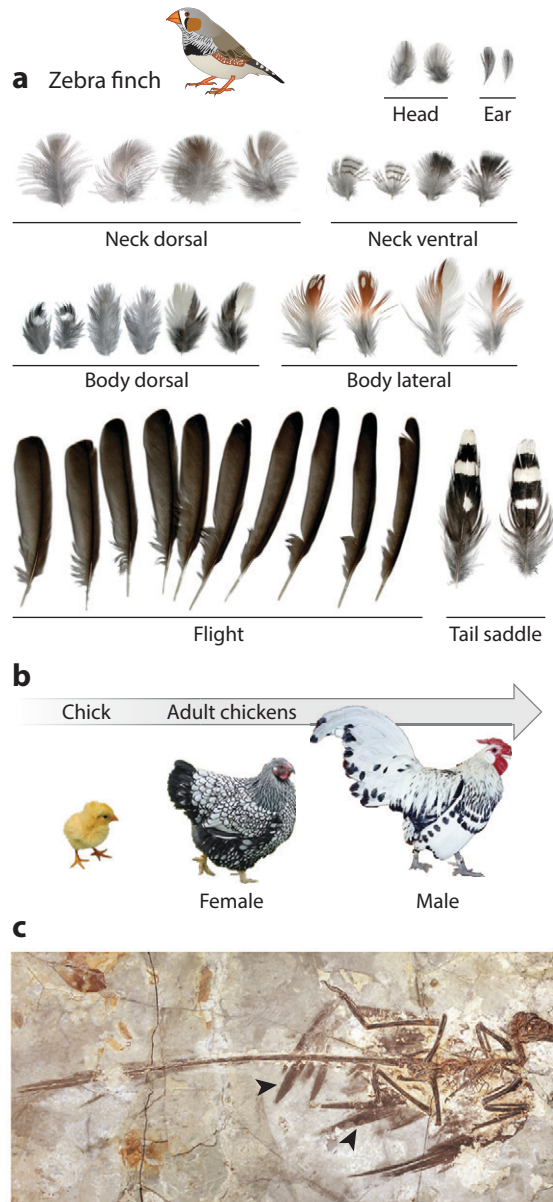 a Zebra finch
Head
Ear
Neck dorsal
Neck ventral
Body dorsal
Body lateral
Flight
Tail saddle
b
Chick
Adult chickens
Female
Male
c